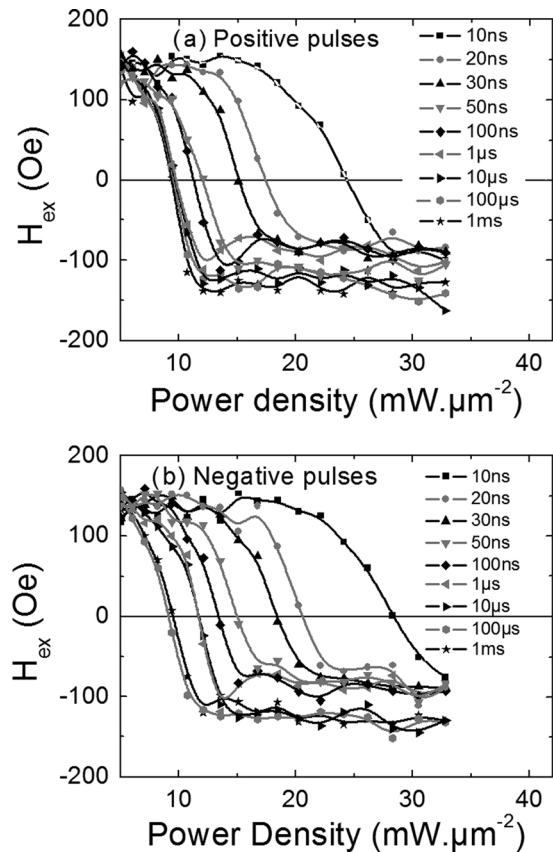 (a) Positive pulses
10ns
20ns
30ns
50ns
100ns
1µs
10µs
100µs
1ms
200
100
0
-100
-200
Hex (Oe)
10 20 30 40
Power density (mW.µm-2)
(b) Negative pulses
10ns
20ns
30ns
50ns
100ns
1µs
10µs
100µs
1ms
200
100
0
-100
-200
Hex (Oe)
10 20 30 40
Power Density (mW.µm-2)